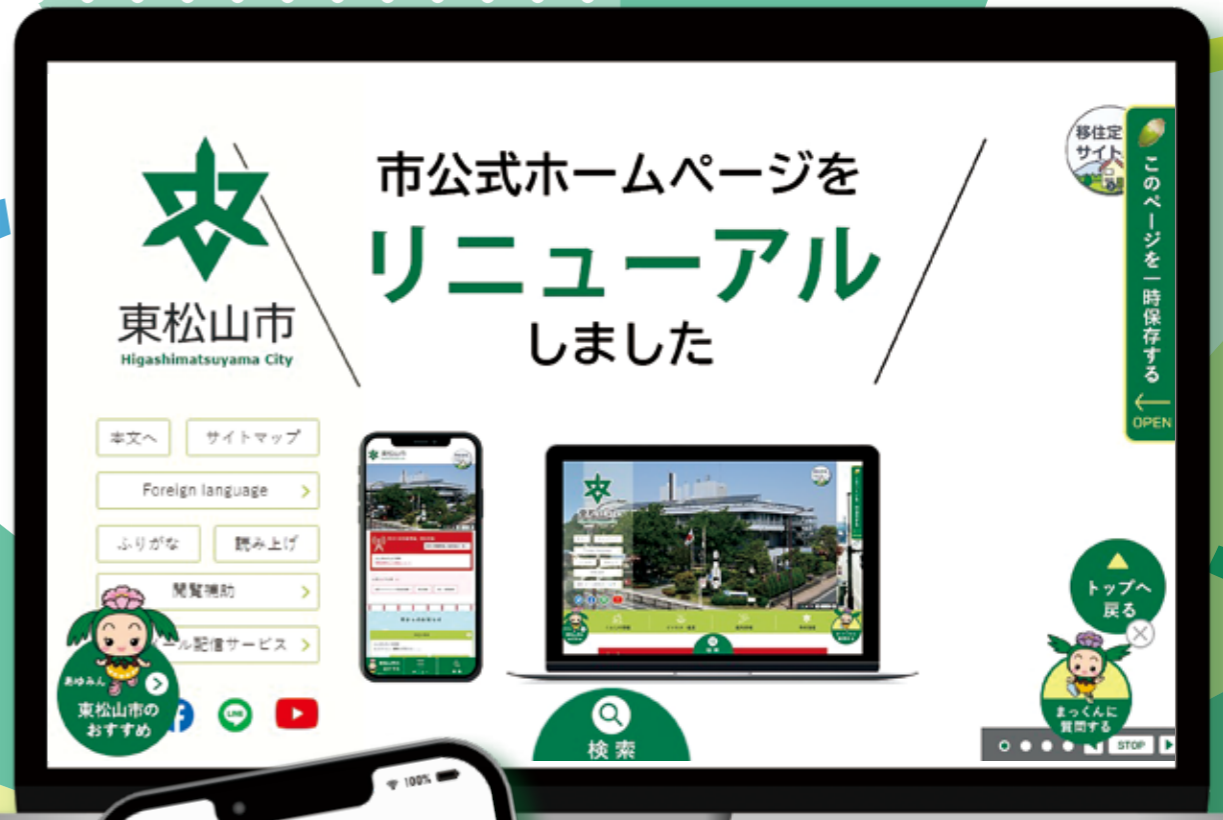 東松山市
Higashimatsuyama City
本文へ
サイトマップ
Foreign language
ふりがな
読み上げ
閲覧補助
ール配信サービス
あゆみん
東松山市の
おすすめ
LINE
市公式ホームページを
リニューアル
しました
検索
移住定
サイト
このページを一時保存する
OPEN
トップへ
戻る
まっくんに
質問する
STOP
100%